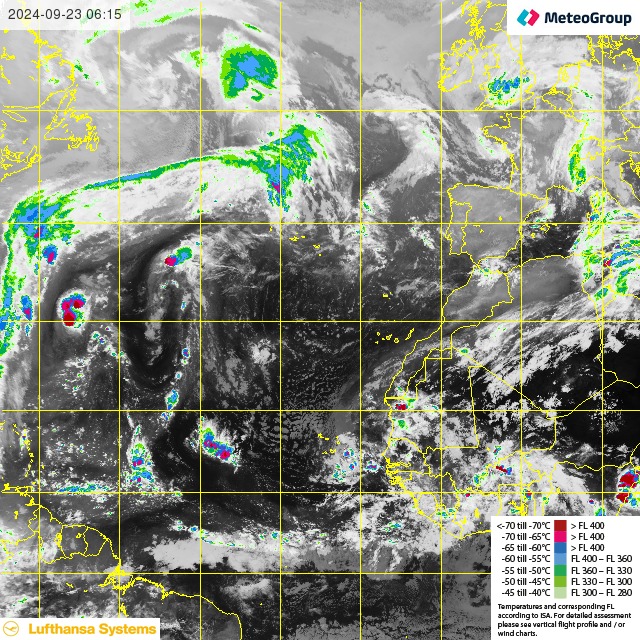 2024-09-23 06:15
MeteoGroup
<-70 till -70°C > FL 400
-70 till -65°C > FL 400
-65 till -60°C > FL 400
-60 till -55°C FL 400 – FL 360
-55 till -50°C FL 360 – FL 330
-50 till -45°C FL 330 – FL 300
-45 till -40°C FL 300 – FL 280
Temperatures and corresponding FL
according to ISA. For detailed assessment
please see vertical flight profile and / or
wind charts.
Lufthansa Systems